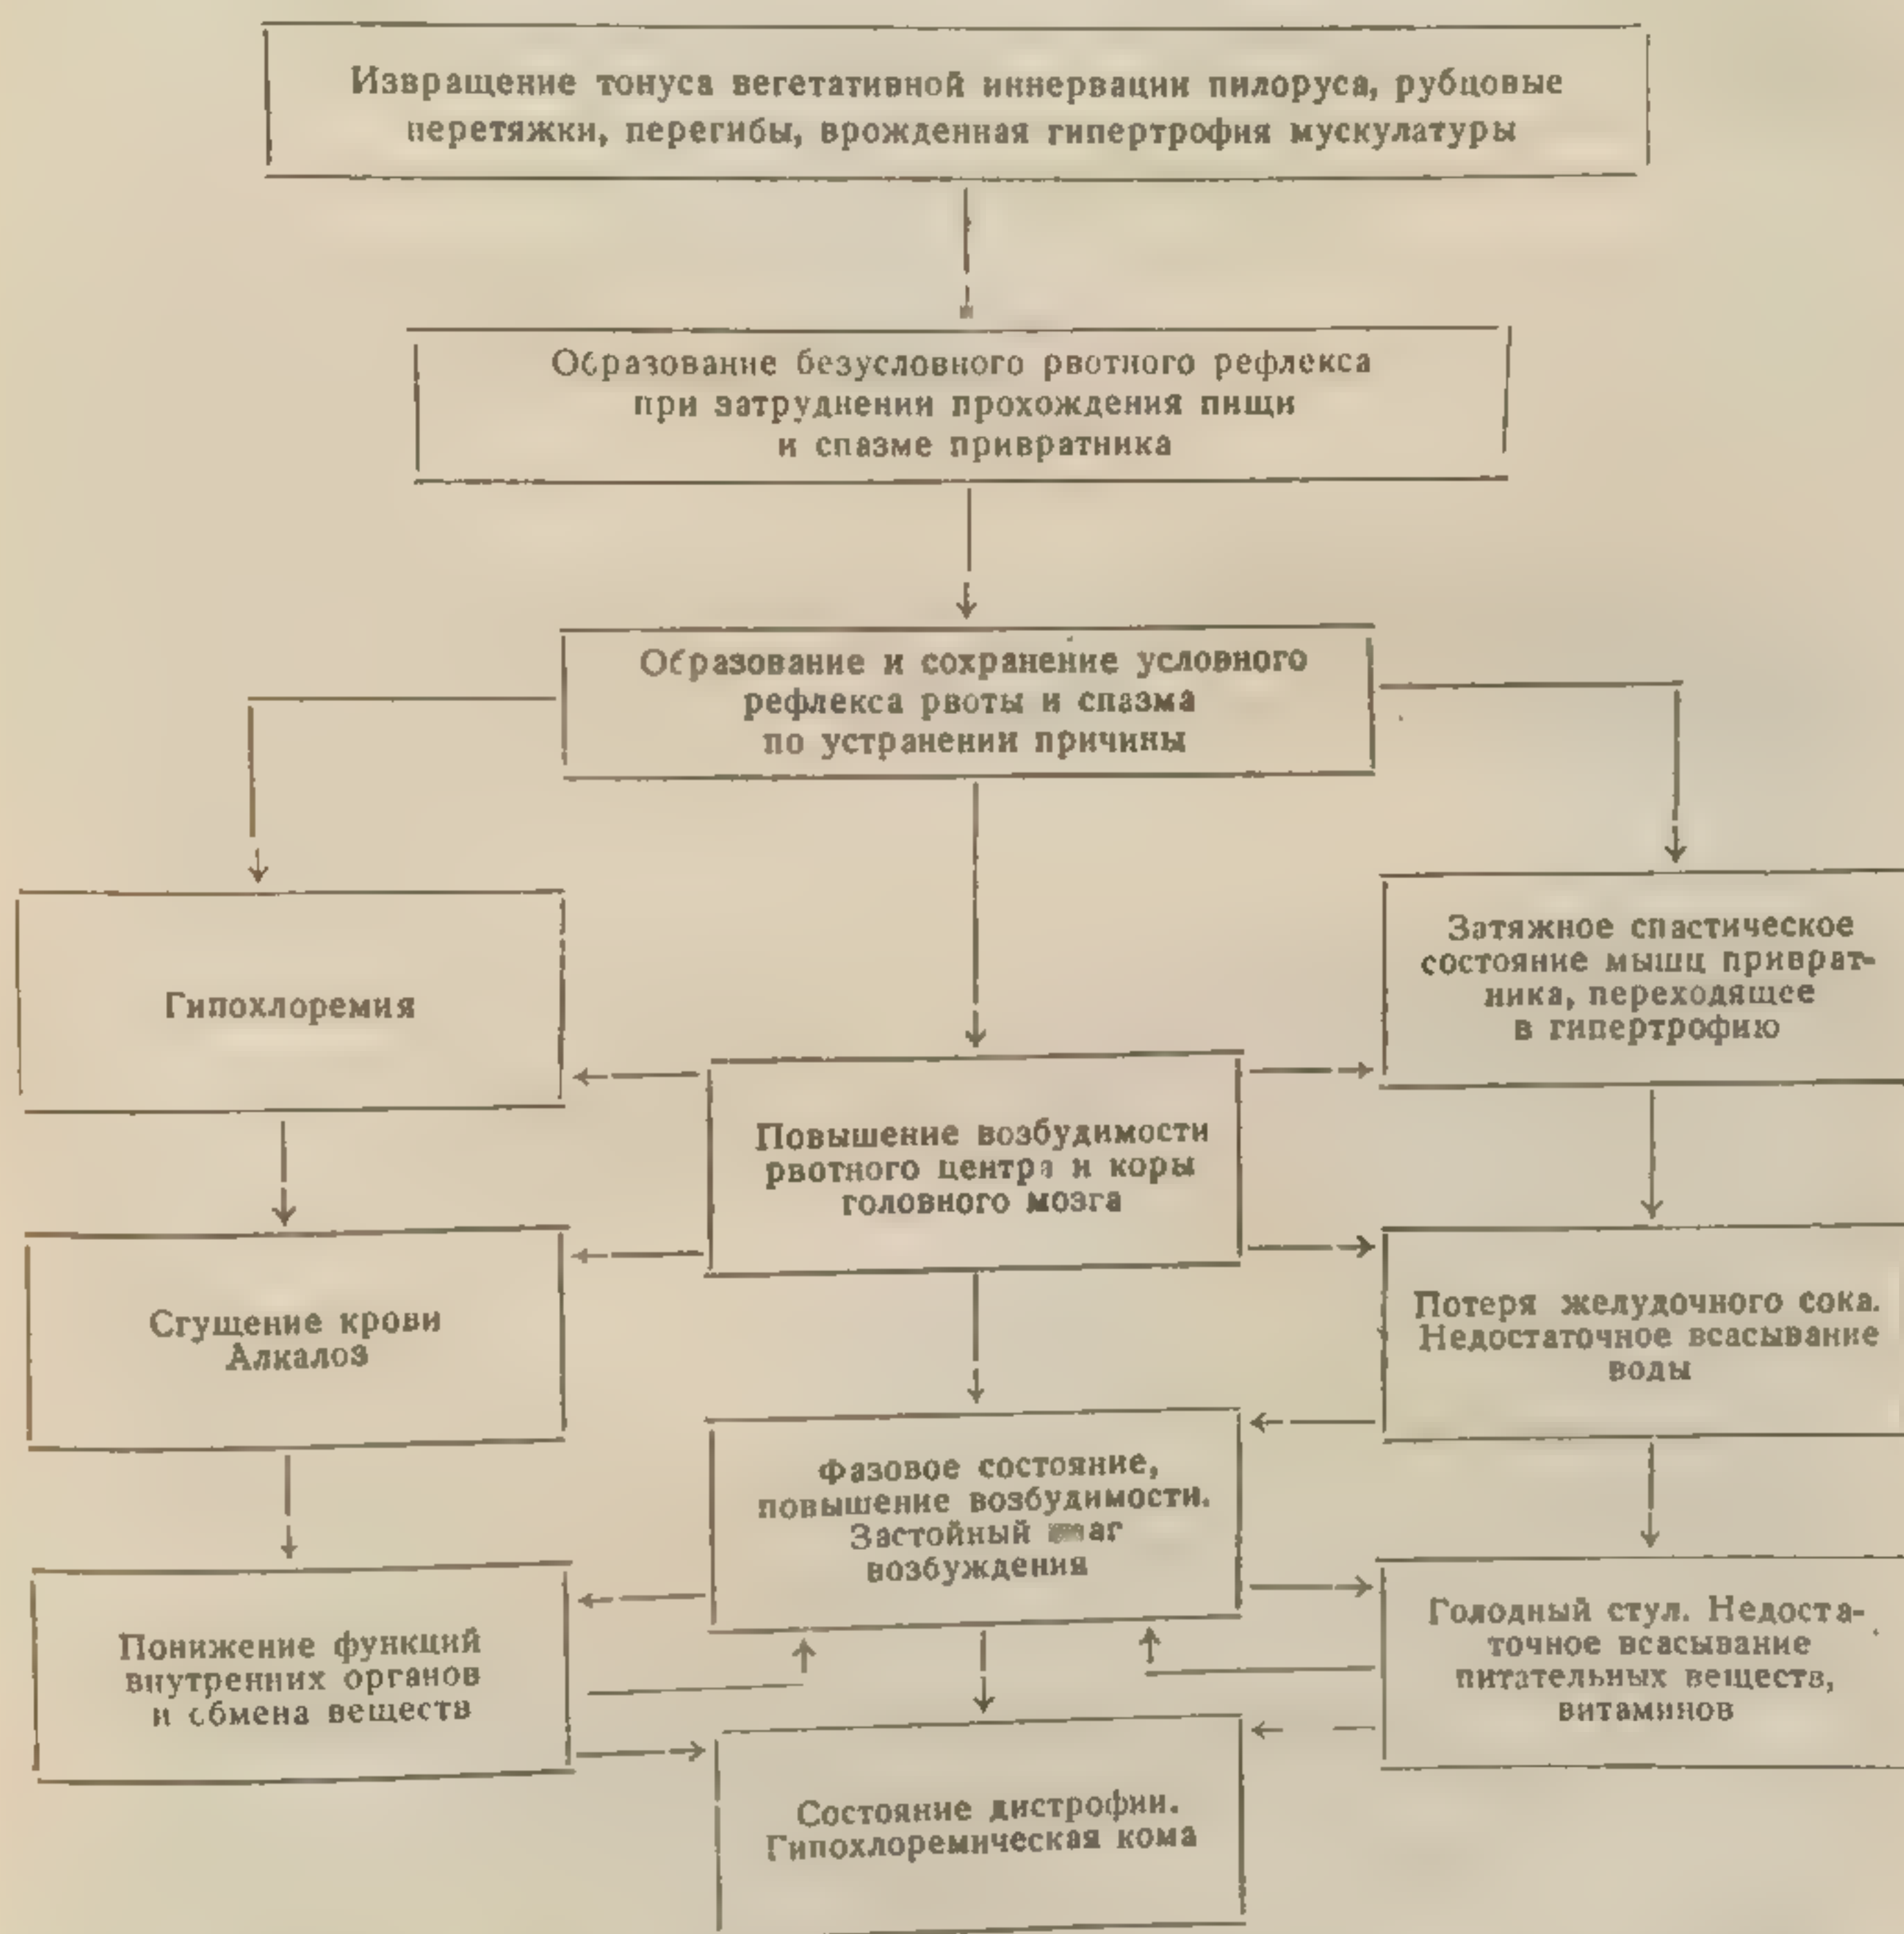 Извращение тонуса вегетативной иннервации пилоруса, рубцовые
перетяжки, перегибы, врожденная гипертрофия мускулатуры
Образование безусловного рвотного рефлекса
при затруднении прохождения пищи
и спазме привратника
Образование и сохранение условного
рефлекса рвоты и спазма
по устранении причины
Гипохлоремия
Затяжное спастическое
состояние мышц приврат-
ника, переходящее
в гипертрофию
Повышение возбудимости
рвотного центра и коры
головного мозга
Сгущение крови
Алкалоз
Потеря желудочного сока.
Недостаточное всасывание
воды
Фазовое состояние,
повышение возбудимости.
Застойный
возбуждения
Понижение функций
внутренних органов
и обмена веществ
Голодный стул. Недоста-
точное всасывание
питательных веществ,
витаминов
Состояние дистрофии.
Гипохлоремическая кома